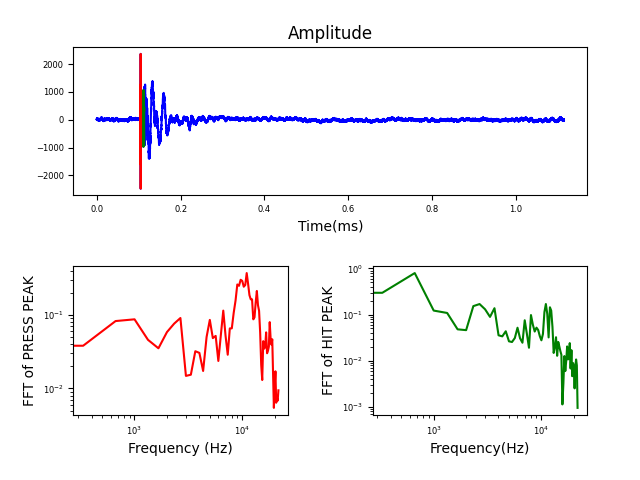 Amplitude
2000
1000
0
−1000
−2000
0.0 0.2 0.4 0.6 0.8 1.0
Time(ms)
FFT of PRESS PEAK
10⁻¹
10⁻²
10³ 10⁴
Frequency (Hz)
FFT of HIT PEAK
10⁰
10⁻¹
10⁻²
10⁻³
10³ 10⁴
Frequency(Hz)